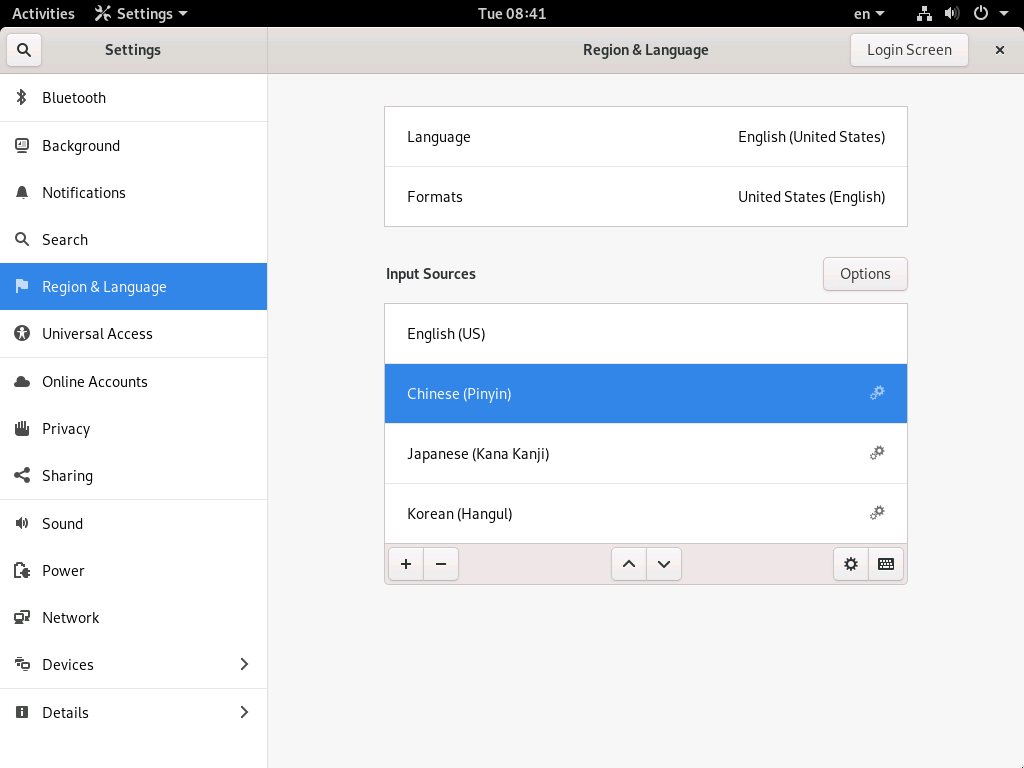 Activities Settings Tue 08:41 en
Settings Region & Language Login Screen
Bluetooth
Background
Notifications
Search
Region & Language
Universal Access
Online Accounts
Privacy
Sharing
Sound
Power
Network
Devices
Details
Language English (United States)
Formats United States (English)
Input Sources Options
English (US)
Chinese (Pinyin)
Japanese (Kana Kanji)
Korean (Hangul)